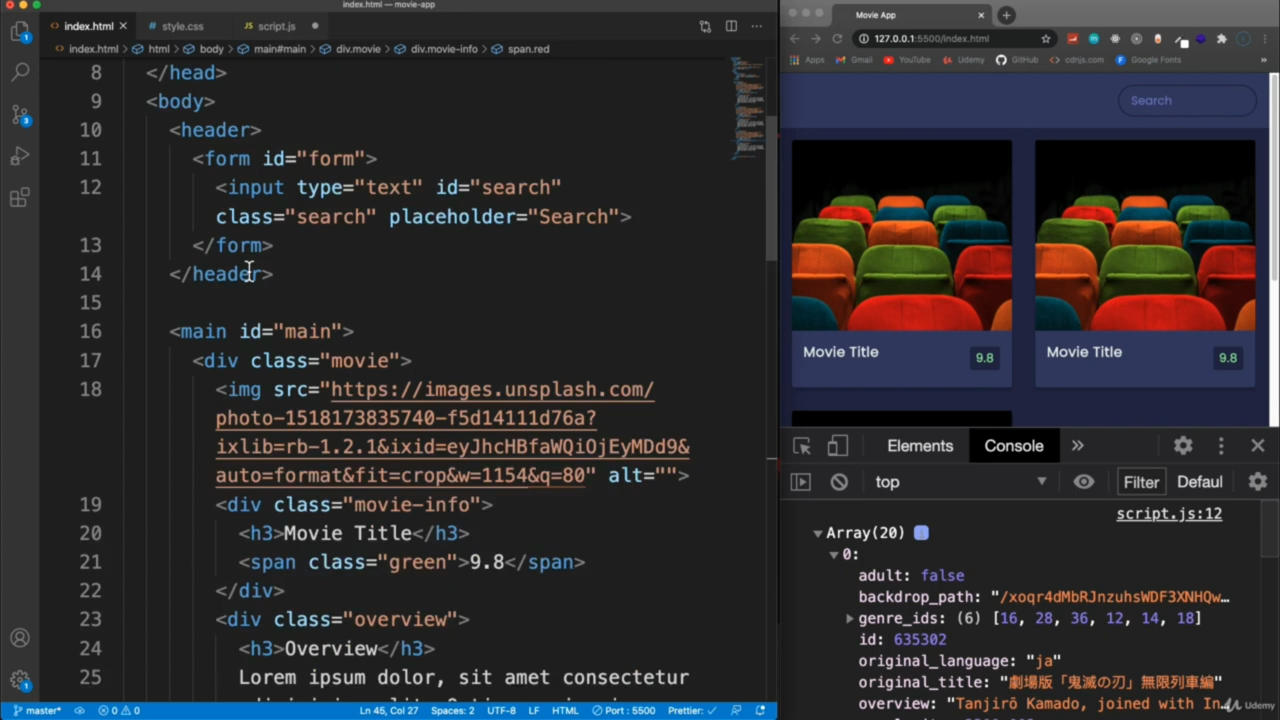 index.html — movie-app
index.html
style.css
script.js
index.html > html > body > main#main > div.movie > div.movie-info > span.red
8 </head>
9 <body>
10 <header>
11 <form id="form">
12 <input type="text" id="search"
class="search" placeholder="Search">
13 </form>
14 </header>
15
16 <main id="main">
17 <div class="movie">
18 <img src="https://images.unsplash.com/
photo-1518173835740-f5d14111d76a?
ixlib=rb-1.2.1&ixid=eyJhcHBfaWQiOjEyMDd9&
auto=format&fit=crop&w=1154&q=80" alt="">
19 <div class="movie-info">
20 <h3>Movie Title</h3>
21 <span class="green">9.8</span>
22 </div>
23 <div class="overview">
24 <h3>Overview</h3>
25 Lorem ipsum dolor, sit amet consectetur
master*
0 0
Ln 45, Col 27
Spaces: 2
UTF-8
LF
HTML
Port : 5500
Prettier: ✓
Movie App
127.0.0.1:5500/index.html
Apps
Gmail
YouTube
Udemy
GitHub
cdnjs.com
Google Fonts
»
Search
Movie Title
9.8
Movie Title
9.8
Elements
Console
»
top
Filter
Defaul
script.js:12
Array(20)
0:
adult: false
backdrop_path: "/xoqr4dMbRJnzuhsWDF3XNHQw…
genre_ids: (6) [16, 28, 36, 12, 14, 18]
id: 635302
original_language: "ja"
original_title: "劇場版「鬼滅の刃」無限列車編"
overview: "Tanjirō Kamado, joined with In…
Udemy